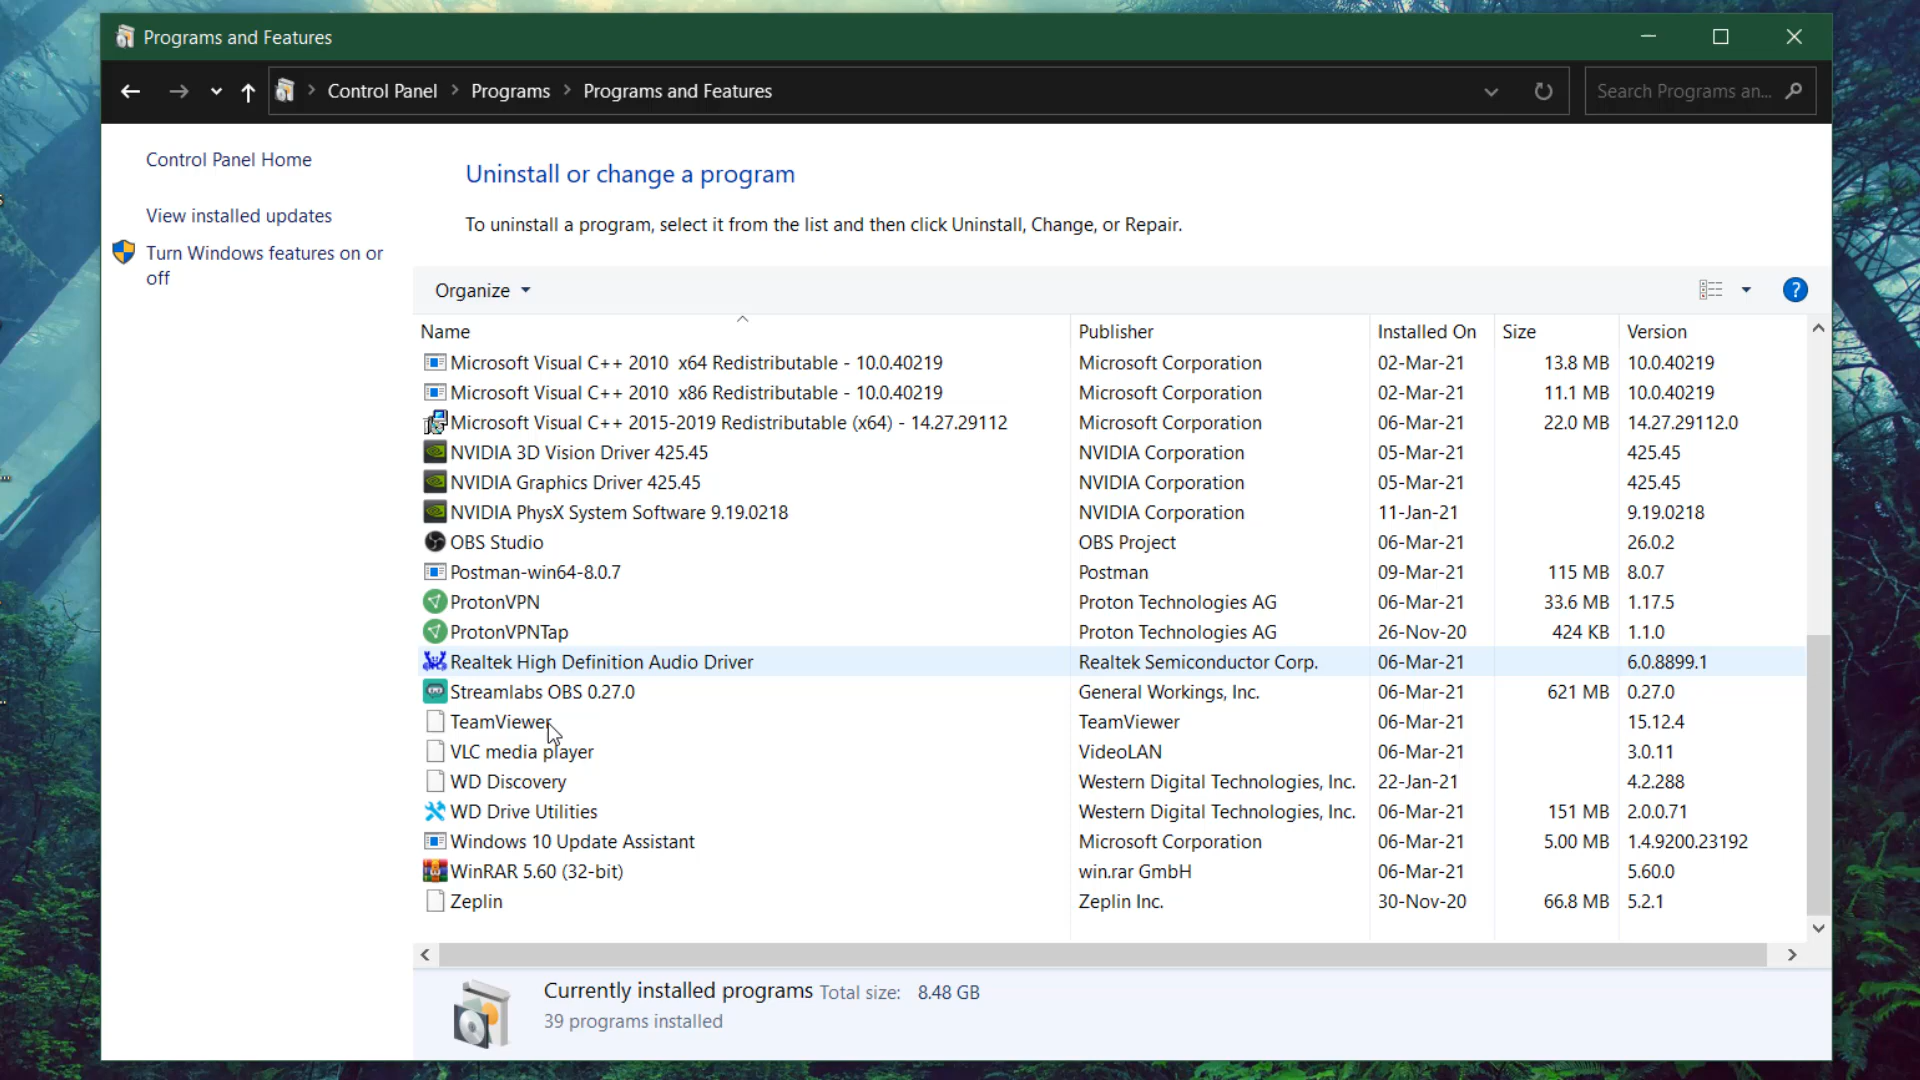 Programs and Features
Control Panel > Programs > Programs and Features
Search Programs an...
Control Panel Home
View installed updates
Turn Windows features on or
off
Uninstall or change a program
To uninstall a program, select it from the list and then click Uninstall, Change, or Repair.
Organize
Name Publisher Installed On Size Version
Microsoft Visual C++ 2010  x64 Redistributable - 10.0.40219 Microsoft Corporation 02-Mar-21 13.8 MB 10.0.40219
Microsoft Visual C++ 2010  x86 Redistributable - 10.0.40219 Microsoft Corporation 02-Mar-21 11.1 MB 10.0.40219
Microsoft Visual C++ 2015-2019 Redistributable (x64) - 14.27.29112 Microsoft Corporation 06-Mar-21 22.0 MB 14.27.29112.0
NVIDIA 3D Vision Driver 425.45 NVIDIA Corporation 05-Mar-21 425.45
NVIDIA Graphics Driver 425.45 NVIDIA Corporation 05-Mar-21 425.45
NVIDIA PhysX System Software 9.19.0218 NVIDIA Corporation 11-Jan-21 9.19.0218
OBS Studio OBS Project 06-Mar-21 26.0.2
Postman-win64-8.0.7 Postman 09-Mar-21 115 MB 8.0.7
ProtonVPN Proton Technologies AG 06-Mar-21 33.6 MB 1.17.5
ProtonVPNTap Proton Technologies AG 26-Nov-20 424 KB 1.1.0
Realtek High Definition Audio Driver Realtek Semiconductor Corp. 06-Mar-21 6.0.8899.1
Streamlabs OBS 0.27.0 General Workings, Inc. 06-Mar-21 621 MB 0.27.0
TeamViewer TeamViewer 06-Mar-21 15.12.4
VLC media player VideoLAN 06-Mar-21 3.0.11
WD Discovery Western Digital Technologies, Inc. 22-Jan-21 4.2.288
WD Drive Utilities Western Digital Technologies, Inc. 06-Mar-21 151 MB 2.0.0.71
Windows 10 Update Assistant Microsoft Corporation 06-Mar-21 5.00 MB 1.4.9200.23192
WinRAR 5.60 (32-bit) win.rar GmbH 06-Mar-21 5.60.0
Zeplin Zeplin Inc. 30-Nov-20 66.8 MB 5.2.1
Currently installed programs Total size: 8.48 GB
39 programs installed